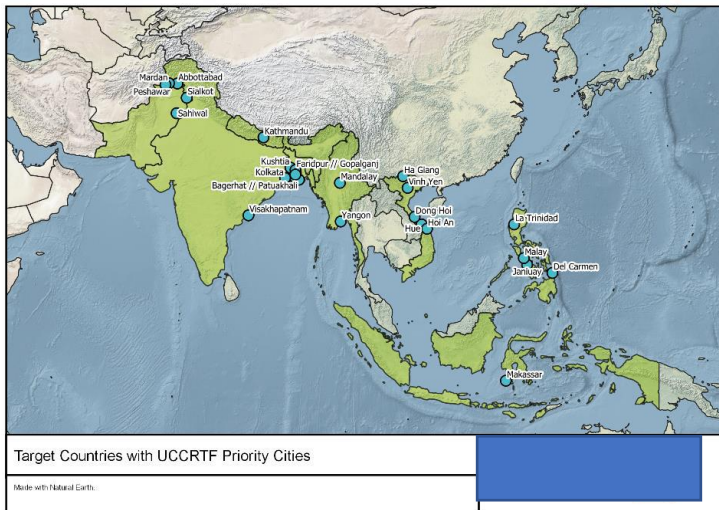 Mardan
Abbottabad
Peshawar
Sialkot
Sahiwal
Kathmandu
Kushtia
Faridpur // Gopalganj
Kolkata
Bagerhat // Patuakhali
Mandalay
Ha Giang
Vinh Yen
Visakhapatnam
Yangon
Dong Hoi
Hue
Hoi An
La Trinidad
Malay
Janiuay
Del Carmen
Makassar
Target Countries with UCCRTF Priority Cities
Made with Natural Earth.